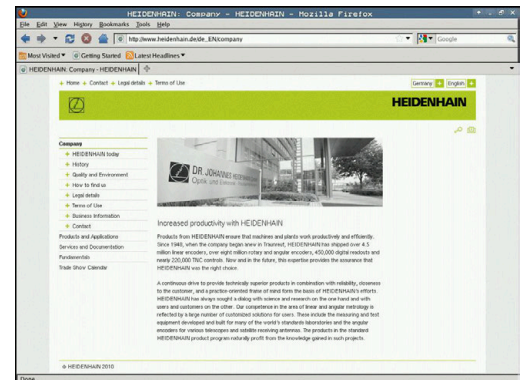 HEIDENHAIN: Company - HEIDENHAIN - Mozilla Firefox
File Edit View History Bookmarks Tools Help
http://www.heidenhain.de/de_EN/company
Google
Most Visited Getting Started Latest Headlines
HEIDENHAIN: Company - HEIDENHAIN
Home Contact Legal details Terms of Use
Germany English
HEIDENHAIN
Company
HEIDENHAIN today
History
Quality and Environment
How to find us
Legal details
Terms of Use
Business Information
Contact
Products and Applications
Services and Documentation
Fundamentals
Trade Show Calendar
DR. JOHANNES HEIDENHAIN
Optik und Elektronik
Increased productivity with HEIDENHAIN
Products from HEIDENHAIN ensure that machines and plants work productively and efficiently.
Since 1948, when the company began anew in Traunreut, HEIDENHAIN has shipped over 4.5
million linear encoders, over eight million rotary and angular encoders, 450,000 digital readouts and
nearly 220,000 TNC controls. Now and in the future, this expertise provides the assurance that
HEIDENHAIN was the right choice.
A continuous drive to provide technically superior products in combination with reliability, closeness
to the customer, and a practice-oriented frame of mind form the basis of HEIDENHAIN's efforts.
HEIDENHAIN has always sought a dialog with science and research on the one hand and with
users and customers on the other. Our competence in the area of linear and angular metrology is
reflected by a large number of customized solutions for users. These include the measuring and test
equipment developed and built for many of the world's standards laboratories and the angular
encoders for various telescopes and satellite receiving antennas. The products in the standard
HEIDENHAIN product program naturally profit from the knowledge gained in such projects.
© HEIDENHAIN 2010
Done